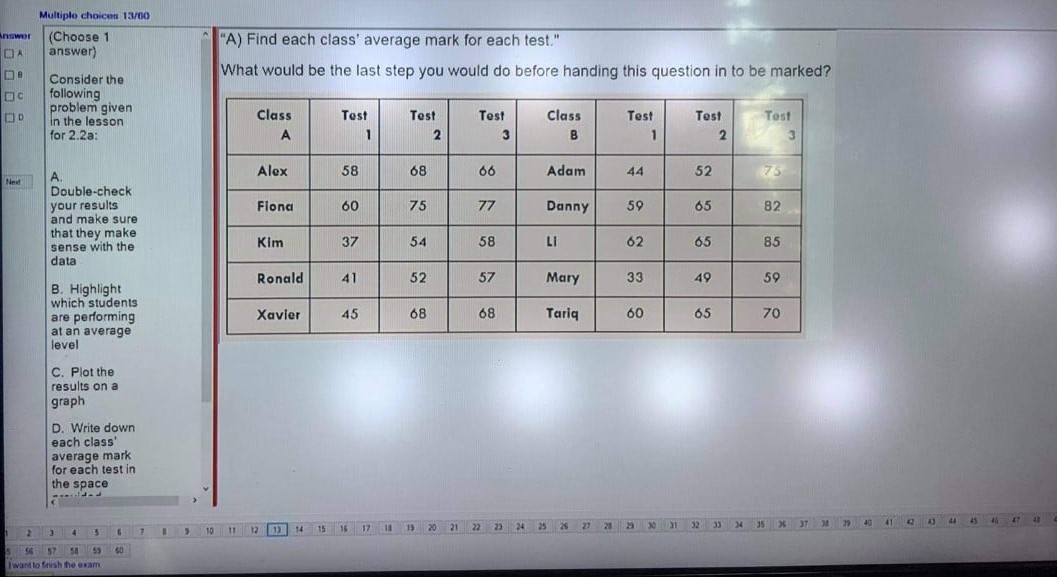 Multiple choices 13/60
Answer
A
B
C
D
Next
(Choose 1
answer)
Consider the
following
problem given
in the lesson
for 2.2a:
A.
Double-check
your results
and make sure
that they make
sense with the
data
B. Highlight
which students
are performing
at an average
level
C. Plot the
results on a
graph
D. Write down
each class'
average mark
for each test in
the space
"A) Find each class' average mark for each test."
What would be the last step you would do before handing this question in to be marked?
Class A Test 1 Test 2 Test 3 Class B Test 1 Test 2 Test 3
Alex 58 68 66 Adam 44 52 75
Fiona 60 75 77 Danny 59 65 82
Kim 37 54 58 Li 62 65 85
Ronald 41 52 57 Mary 33 49 59
Xavier 45 68 68 Tariq 60 65 70
2 3 4 5 6 7 8 9 10 11 12 13 14 15 16 17 18 19 20 21 22 23 24 25 26 27 28 29 30 31 32 33 34 35 36 37 38 39 40 41 42 43 44 45 46 47 48
56 57 58 59 60
I want to finish the exam